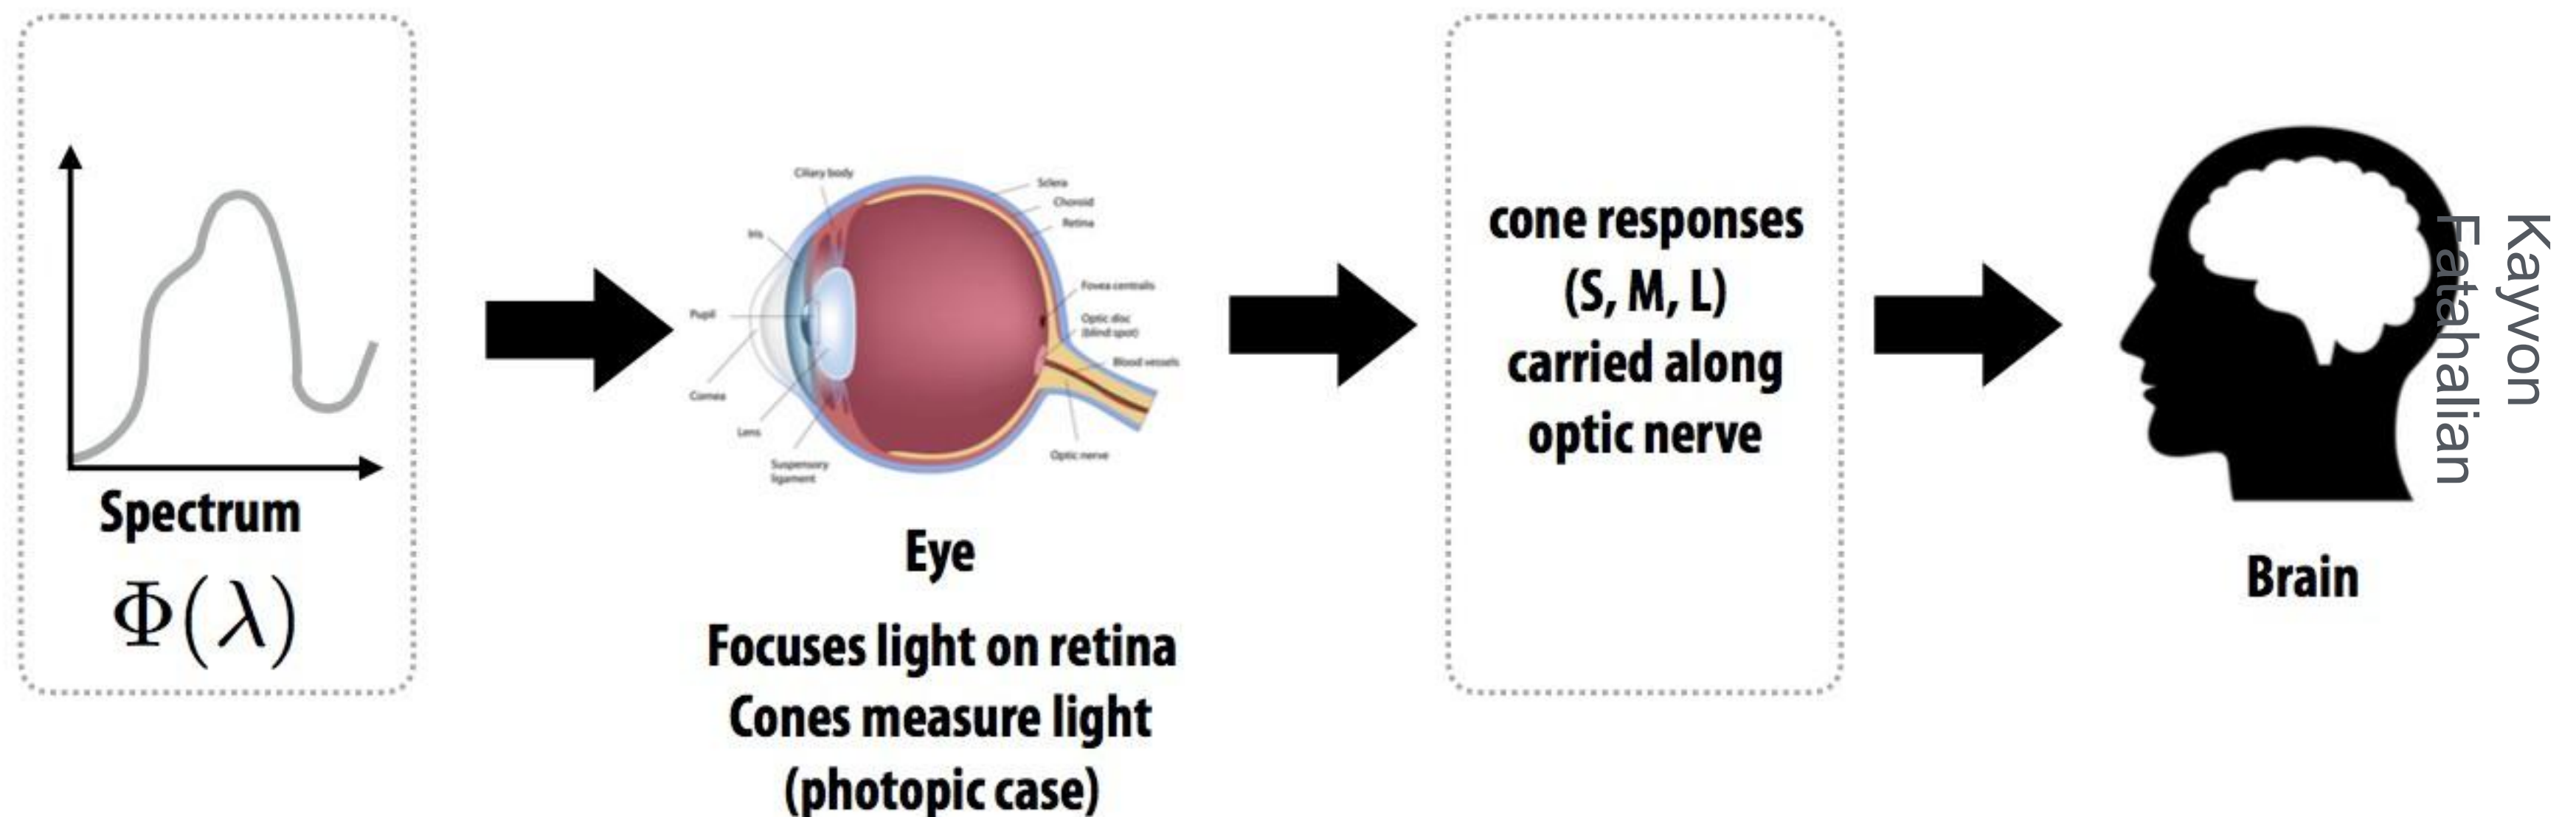 Spectrum
Φ(λ)
Ciliary body
Iris
Pupil
Cornea
Lens
Suspensory
ligament
Sclera
Choroid
Retina
Fovea centralis
Optic disc
(blind spot)
Blood vessels
Optic nerve
Eye
Focuses light on retina
Cones measure light
(photopic case)
cone responses
(S, M, L)
carried along
optic nerve
Brain
Kayvon
Fatahalian